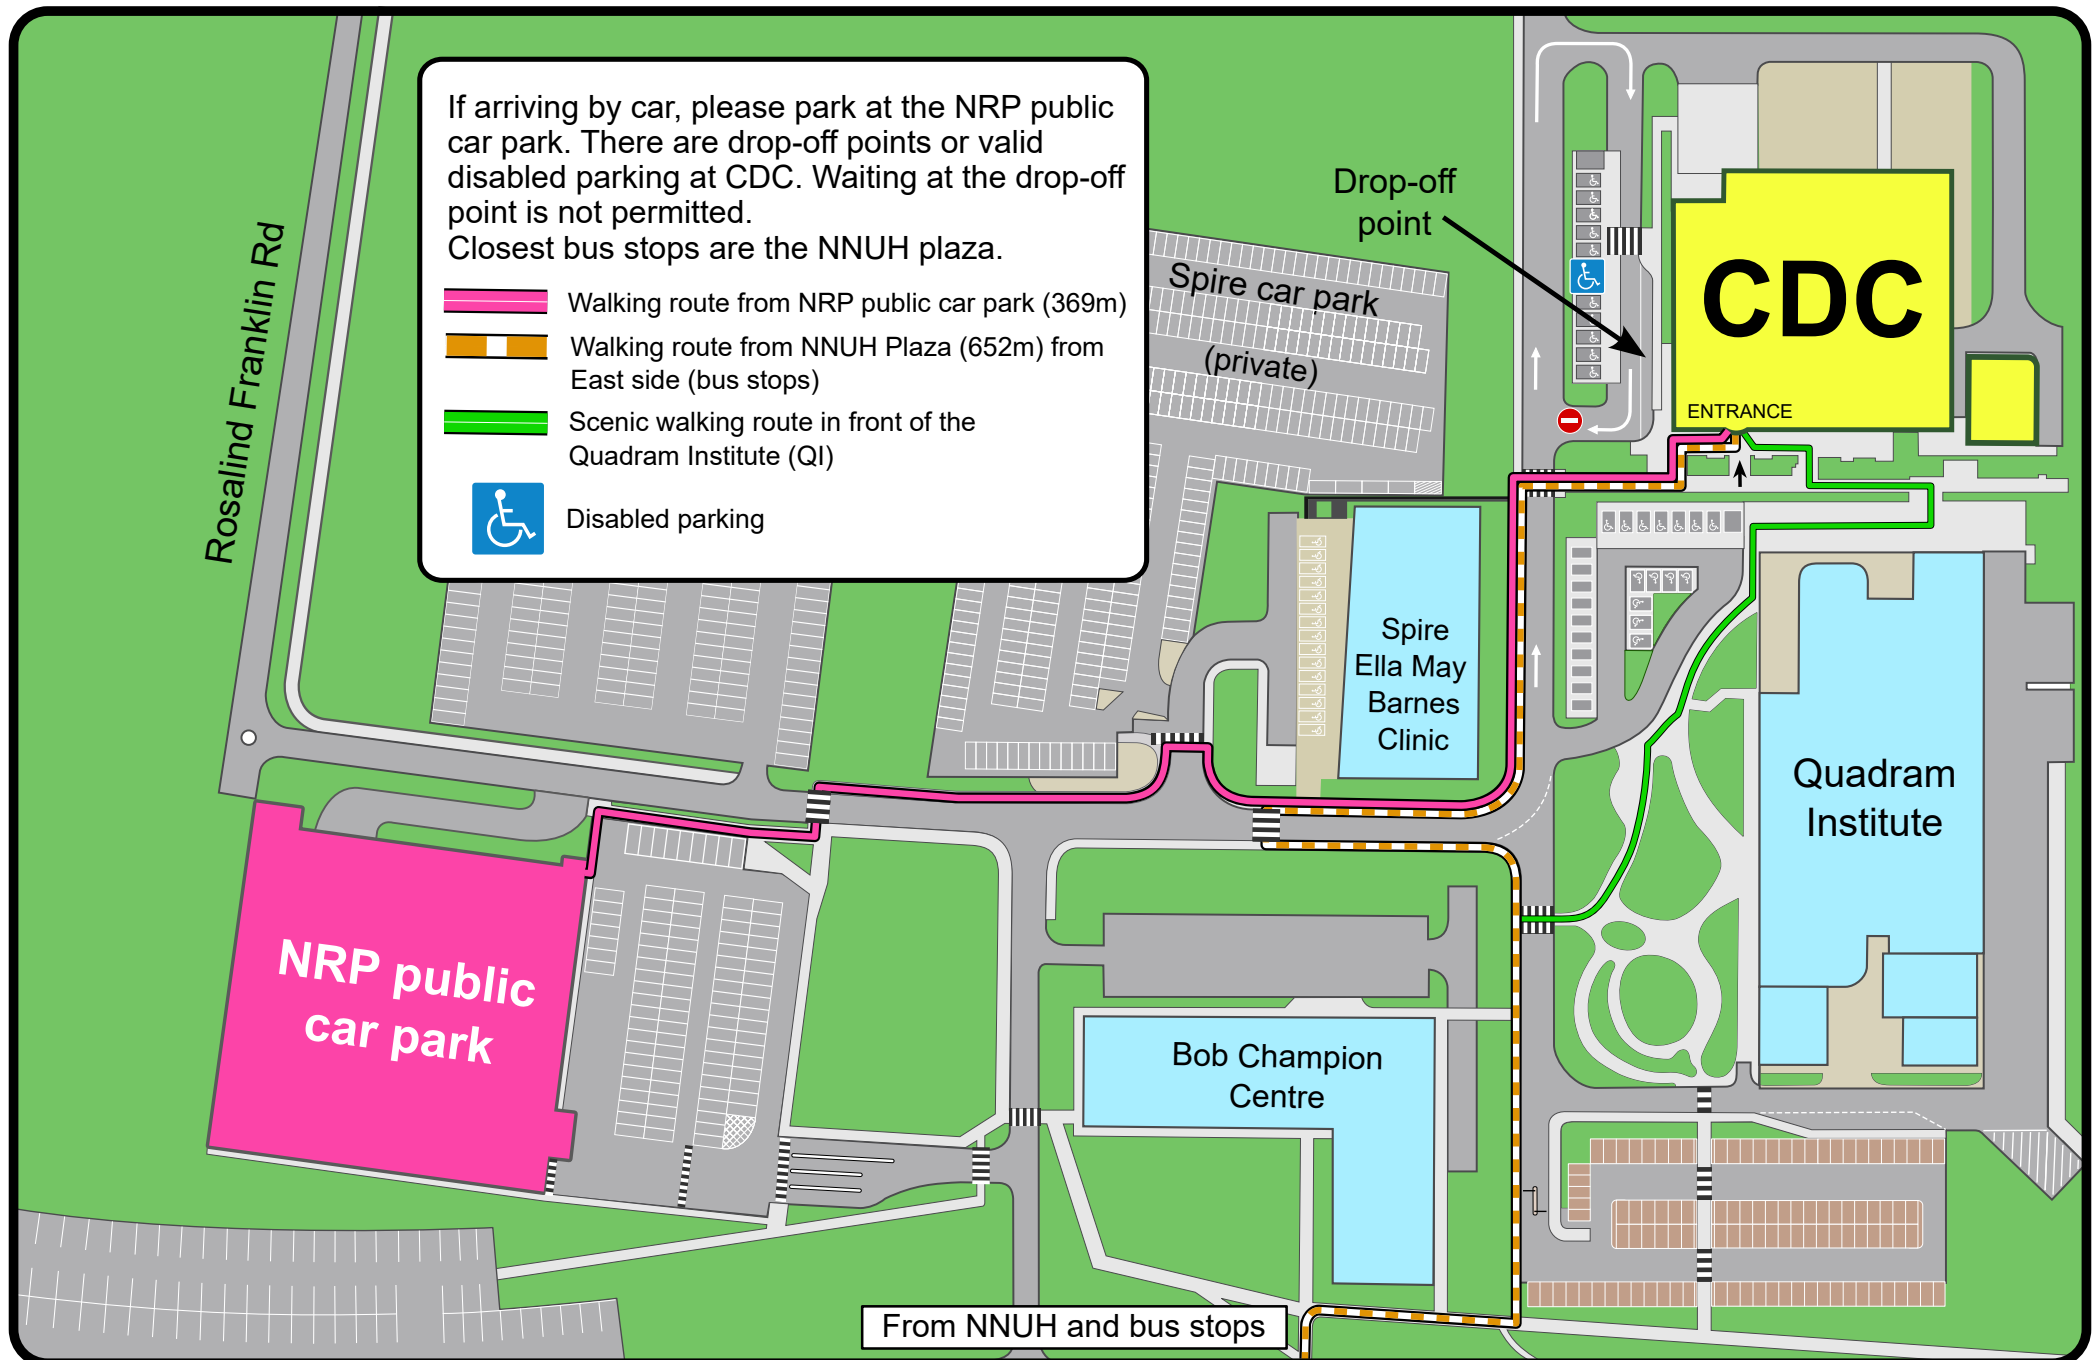 If arriving by car, please park at the NRP public
car park. There are drop-off points or valid
disabled parking at CDC. Waiting at the drop-off
point is not permitted.
Closest bus stops are the NNUH plaza.
Walking route from NRP public car park (369m)
Walking route from NNUH Plaza (652m) from
East side (bus stops)
Scenic walking route in front of the
Quadram Institute (QI)
Disabled parking
Rosalind Franklin Rd
Spire car park
(private)
Drop-off
point
CDC
ENTRANCE
Spire
Ella May
Barnes
Clinic
Quadram
Institute
NRP public
car park
Bob Champion
Centre
From NNUH and bus stops